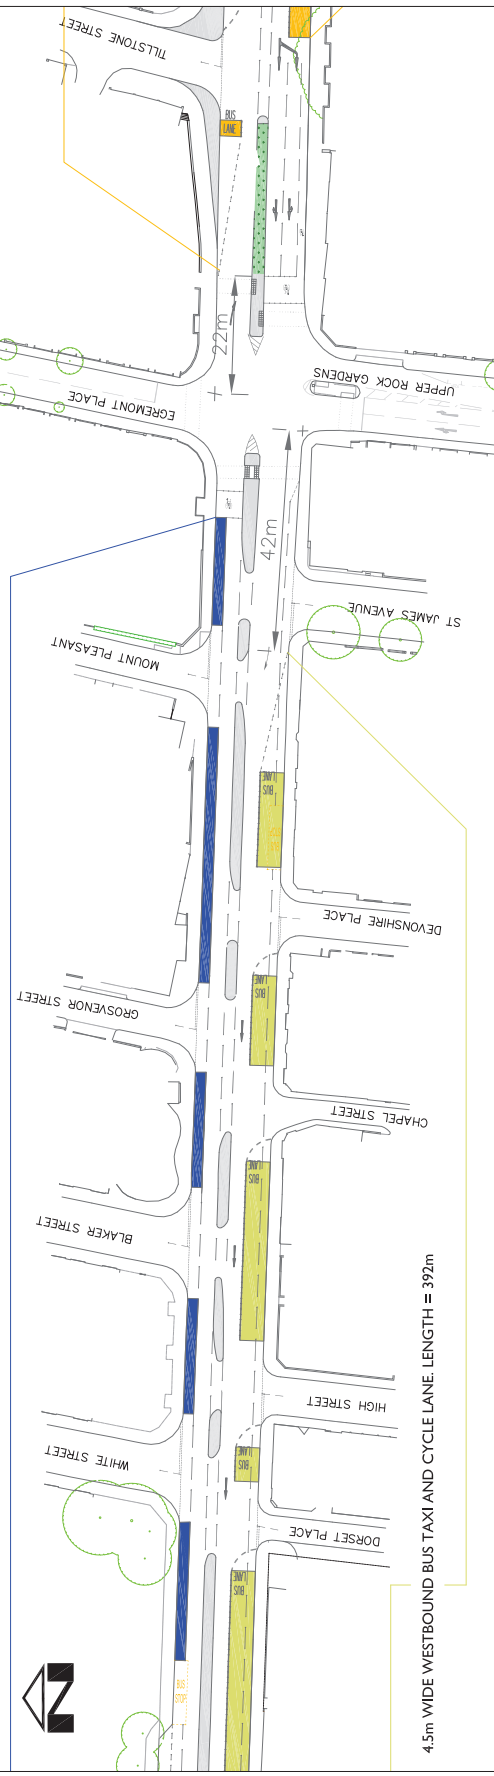 TILLSTONE STREET
BUS
LANE
22m
UPPER ROCK GARDENS
EGREMONT PLACE
42m
ST JAMES AVENUE
MOUNT PLEASANT
BUS
LANE
DEVONSHIRE PLACE
BUS
LANE
GROSVENOR STREET
CHAPEL STREET
BUS
LANE
BLAKER STREET
4.5m WIDE WESTBOUND BUS TAXI AND CYCLE LANE. LENGTH = 392m
HIGH STREET
BUS
LANE
WHITE STREET
DORSET PLACE
BUS
LANE
BUS
STOP
N